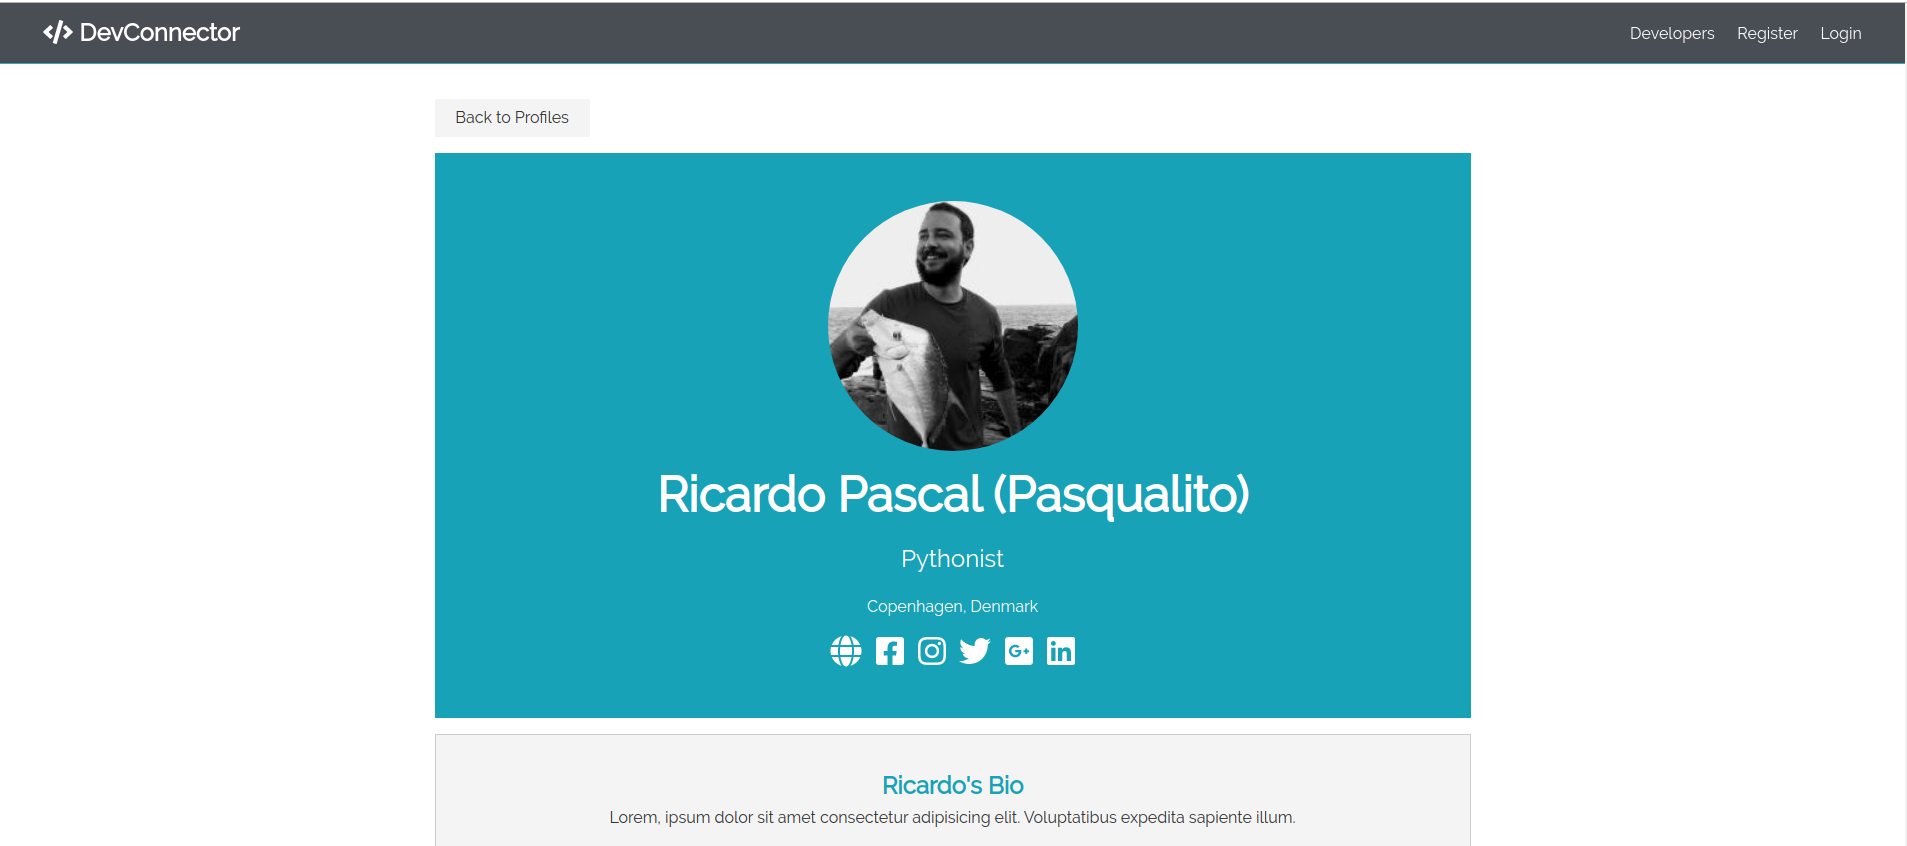 DevConnector
Developers Register Login
Back to Profiles
Ricardo Pascal (Pasqualito)
Pythonist
Copenhagen, Denmark
Ricardo's Bio
Lorem, ipsum dolor sit amet consectetur adipisicing elit. Voluptatibus expedita sapiente illum.